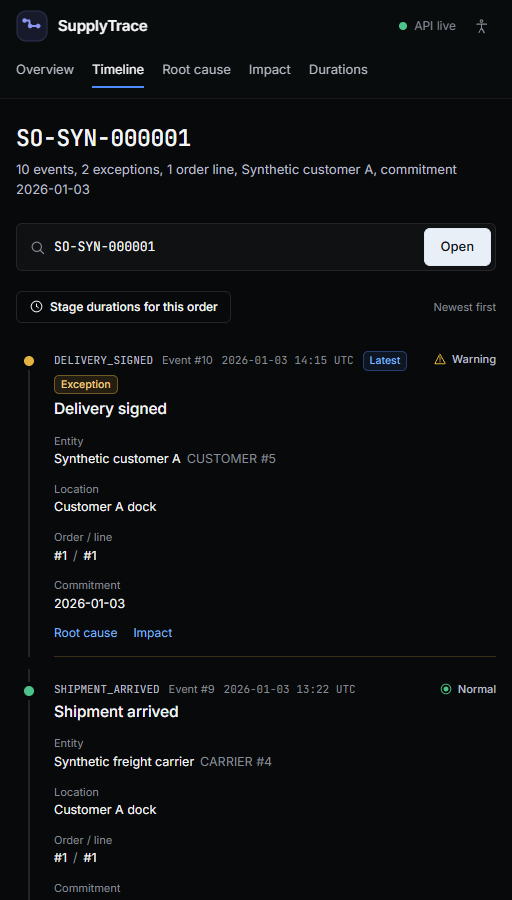 SupplyTrace
API live
Overview Timeline Root cause Impact Durations
SO-SYN-000001
10 events, 2 exceptions, 1 order line, Synthetic customer A, commitment
2026-01-03
SO-SYN-000001 Open
Stage durations for this order
Newest first
DELIVERY_SIGNED Event #10 2026-01-03 14:15 UTC Latest Warning
Exception
Delivery signed
Entity
Synthetic customer A CUSTOMER #5
Location
Customer A dock
Order / line
#1 / #1
Commitment
2026-01-03
Root cause Impact
SHIPMENT_ARRIVED Event #9 2026-01-03 13:22 UTC Normal
Shipment arrived
Entity
Synthetic freight carrier CARRIER #4
Location
Customer A dock
Order / line
#1 / #1
Commitment